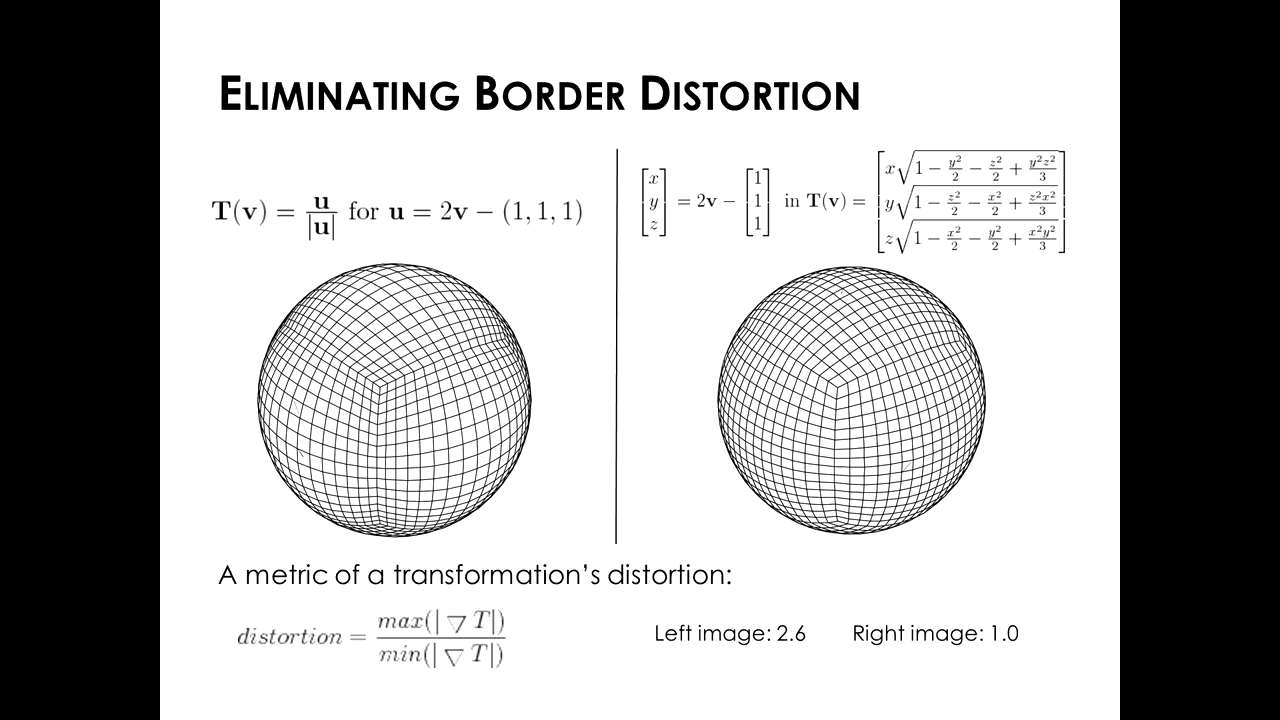 ELIMINATING BORDER DISTORTION
T(v) = u/|u| for u = 2v − (1, 1, 1)
[x y z] = 2v − [1 1 1] in T(v) = [x√(1 − y²/2 − z²/2 + y²z²/3) y√(1 − z²/2 − x²/2 + z²x²/3) z√(1 − x²/2 − y²/2 + x²y²/3)]
A metric of a transformation’s distortion:
distortion = max(| ▽ T|)/min(| ▽ T|)
Left image: 2.6 Right image: 1.0